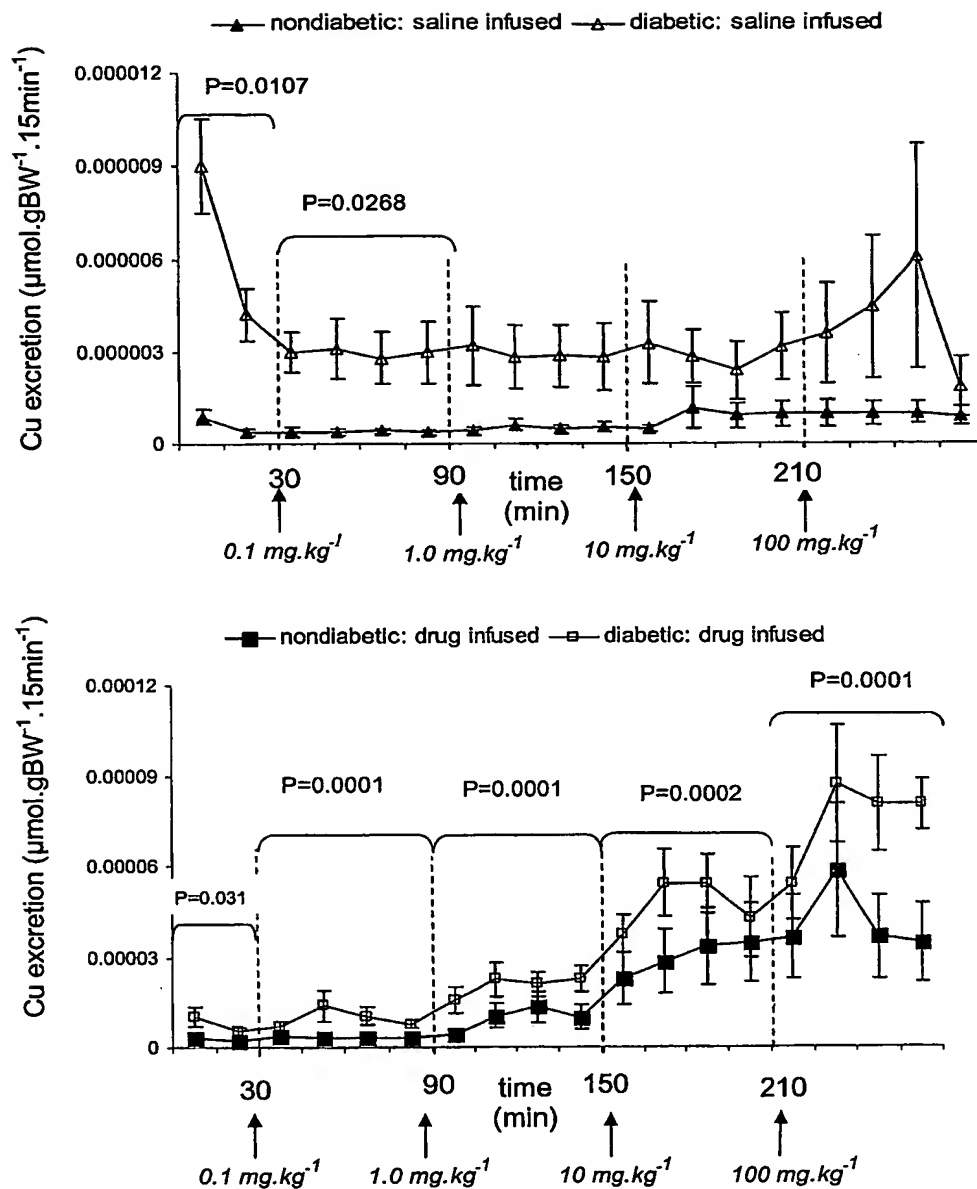 nondiabetic: saline infused diabetic: saline infused
Cu excretion (µmol.gBW⁻¹.15min⁻¹)
0.000012
P=0.0107
0.000009
P=0.0268
0.000006
0.000003
0
30 90 time 150 210
(min)
0.1 mg.kg⁻¹ 1.0 mg.kg⁻¹ 10 mg.kg⁻¹ 100 mg.kg⁻¹
nondiabetic: drug infused diabetic: drug infused
Cu excretion (µmol.gBW⁻¹.15min⁻¹)
0.00012
P=0.0001
0.00009
P=0.0001 P=0.0001 P=0.0002
0.00006
P=0.031
0.00003
0
30 90 time 150 210
(min)
0.1 mg.kg⁻¹ 1.0 mg.kg⁻¹ 10 mg.kg⁻¹ 100 mg.kg⁻¹